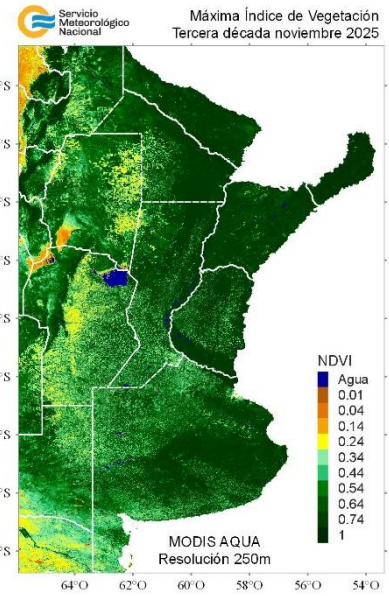 Servicio
Meteorológico
Nacional
Máxima Índice de Vegetación
Tercera década noviembre 2025
NDVI
Agua
0.01
0.04
0.14
0.24
0.34
0.44
0.54
0.64
0.74
1
MODIS AQUA
Resolución 250m
64°O
62°O
60°O
58°O
56°O
54°O